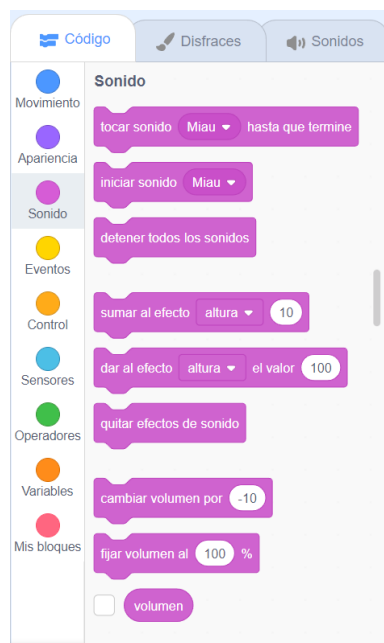 Código
Disfraces
Sonidos
Movimiento
Apariencia
Sonido
Eventos
Control
Sensores
Operadores
Variables
Mis bloques
Sonido
tocar sonido Miau hasta que termine
iniciar sonido Miau
detener todos los sonidos
sumar al efecto altura 10
dar al efecto altura el valor 100
quitar efectos de sonido
cambiar volumen por -10
fijar volumen al 100 %
volumen